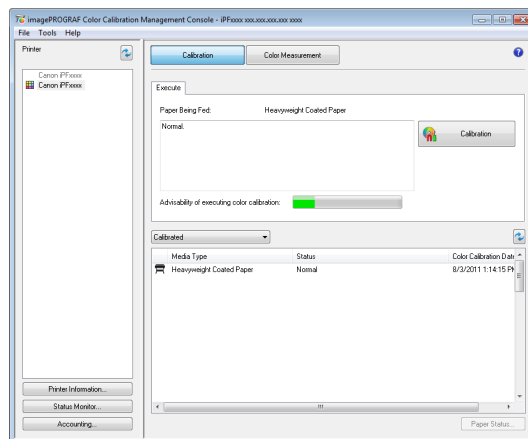 imagePROGRAF Color Calibration Management Console - iPFxxxx xxx.xxx.xxx.xxx xxxx
File Tools Help
Printer
Canon iPFxxxx
Canon iPFxxxx
Printer Information...
Status Monitor...
Accounting...
Calibration
Color Measurement
Execute
Paper Being Fed: Heavyweight Coated Paper
Normal.
Calibration
Advisability of executing color calibration:
Calibrated
Media Type Status Color Calibration Date
Heavyweight Coated Paper Normal 8/3/2011 1:14:15 PM
Paper Status...